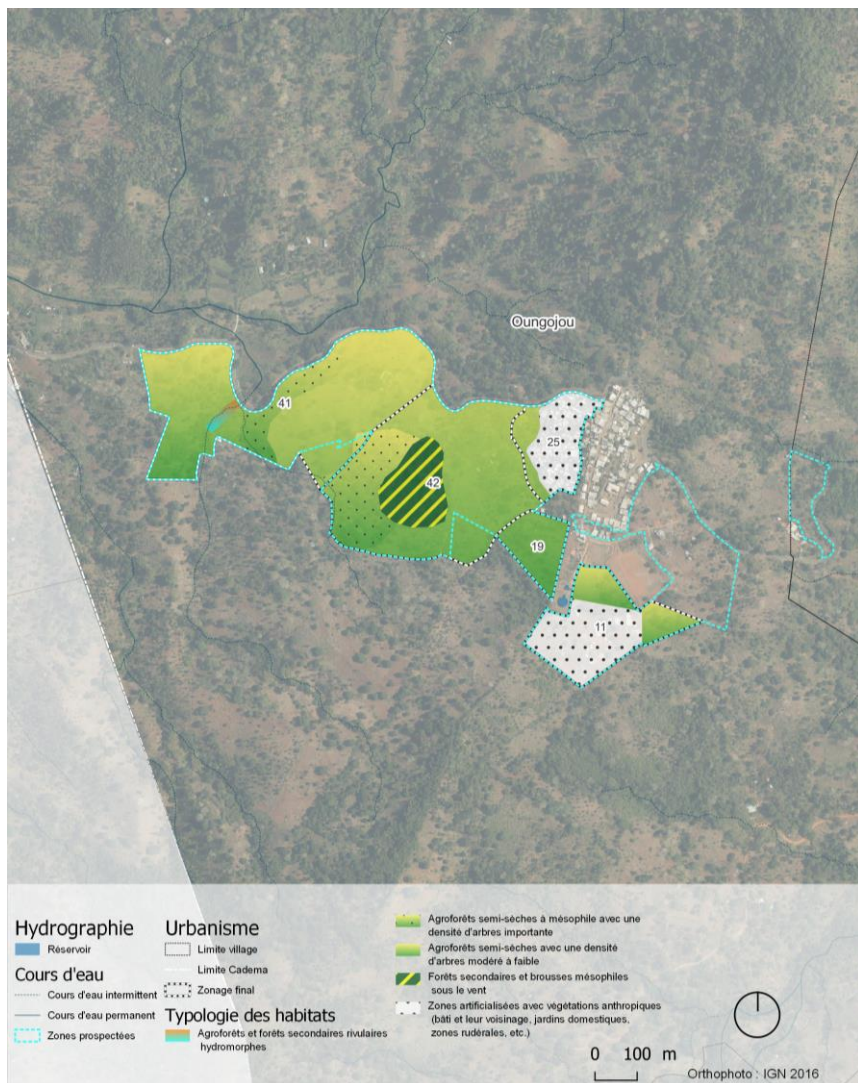 Oungojou
41
25
42
19
11
Hydrographie
Réservoir
Cours d'eau
Cours d'eau intermittent
Cours d'eau permanent
Zones prospectées
Urbanisme
Limite village
Limite Cadema
Zonage final
Typologie des habitats
Agroforêts et forêts secondaires rivulaires
hydromorphes
Agroforêts semi-sèches à mésophile avec une
densité d'arbres importante
Agroforêts semi-sèches avec une densité
d'arbres modéré à faible
Forêts secondaires et brousses mésophiles
sous le vent
Zones artificialisées avec végétations anthropiques
(bâti et leur voisinage, jardins domestiques,
zones rudérales, etc.)
0 100 m
Orthophoto : IGN 2016